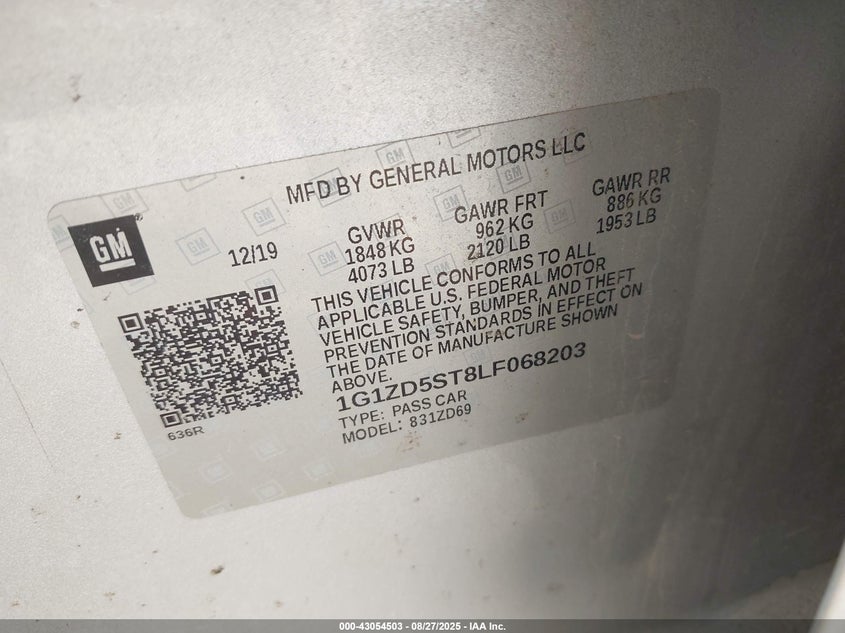 MFD BY GENERAL MOTORS LLC
GM
12/19
GVWR
1848 KG
4073 LB
GAWR FRT
962 KG
2120 LB
GAWR RR
886 KG
1953 LB
THIS VEHICLE CONFORMS TO ALL
APPLICABLE U.S. FEDERAL MOTOR
VEHICLE SAFETY, BUMPER, AND THEFT
PREVENTION STANDARDS IN EFFECT ON
THE DATE OF MANUFACTURE SHOWN
ABOVE.
1G1ZD5ST8LF068203
TYPE: PASS CAR
MODEL: 831ZD69
636R
000-43054503 - 08/27/2025 - IAA Inc.